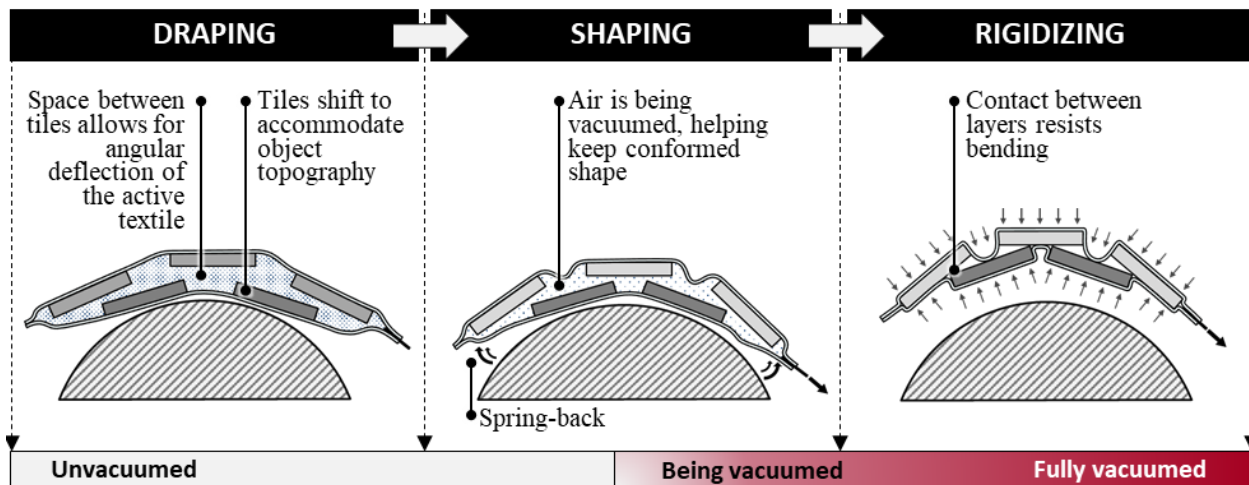 DRAPING
SHAPING
RIGIDIZING
Space between
tiles allows for
angular
deflection of
the active
textile
Tiles shift to
accommodate
object
topography
Air is being
vacuumed, helping
keep conformed
shape
Contact between
layers resists
bending
Spring-back
Unvacuumed
Being vacuumed
Fully vacuumed